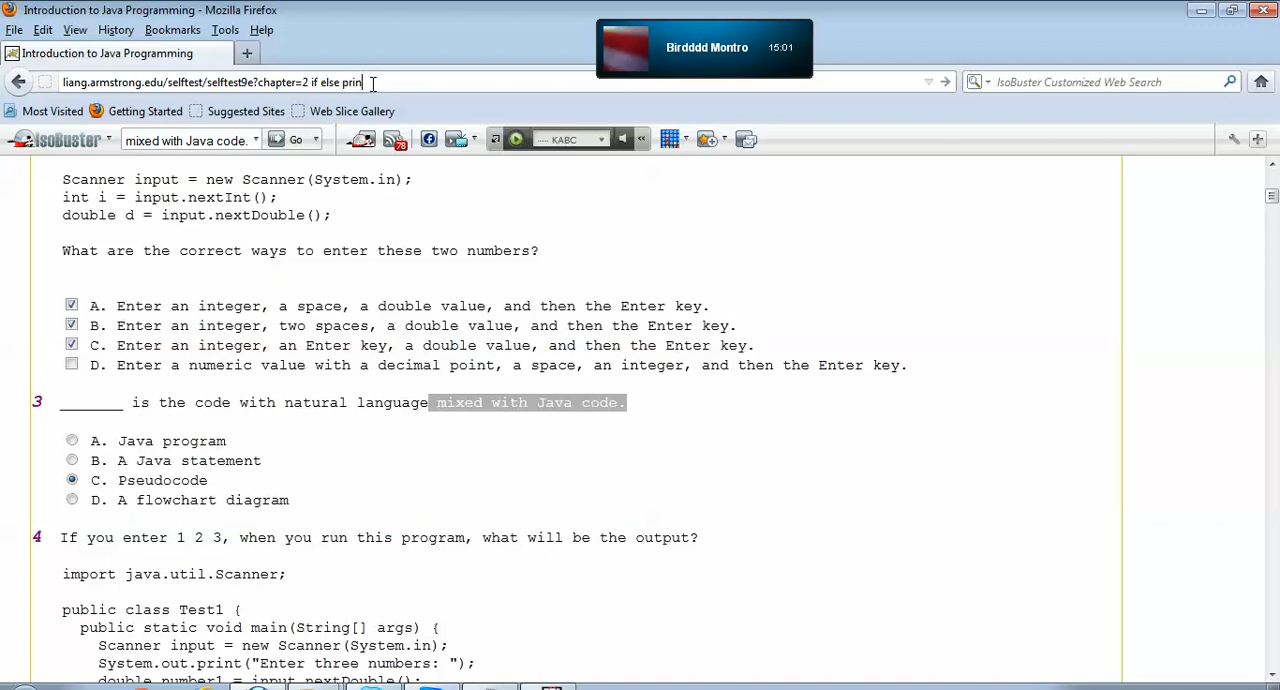 Introduction to Java Programming - Mozilla Firefox
File Edit View History Bookmarks Tools Help
Birdddd Montro 15:01
Introduction to Java Programming
liang.armstrong.edu/selftest/selftest9e?chapter=2 if else prin
IsoBuster Customized Web Search
Most Visited Getting Started Suggested Sites Web Slice Gallery
IsoBuster mixed with Java code. Go 78 KABC
Scanner input = new Scanner(System.in);
int i = input.nextInt();
double d = input.nextDouble();
What are the correct ways to enter these two numbers?
A. Enter an integer, a space, a double value, and then the Enter key.
B. Enter an integer, two spaces, a double value, and then the Enter key.
C. Enter an integer, an Enter key, a double value, and then the Enter key.
D. Enter a numeric value with a decimal point, a space, an integer, and then the Enter key.
3 _______ is the code with natural language mixed with Java code.
A. Java program
B. A Java statement
C. Pseudocode
D. A flowchart diagram
4 If you enter 1 2 3, when you run this program, what will be the output?
import java.util.Scanner;
public class Test1 {
public static void main(String[] args) {
Scanner input = new Scanner(System.in);
System.out.print("Enter three numbers: ");
double number1 = input.nextDouble();